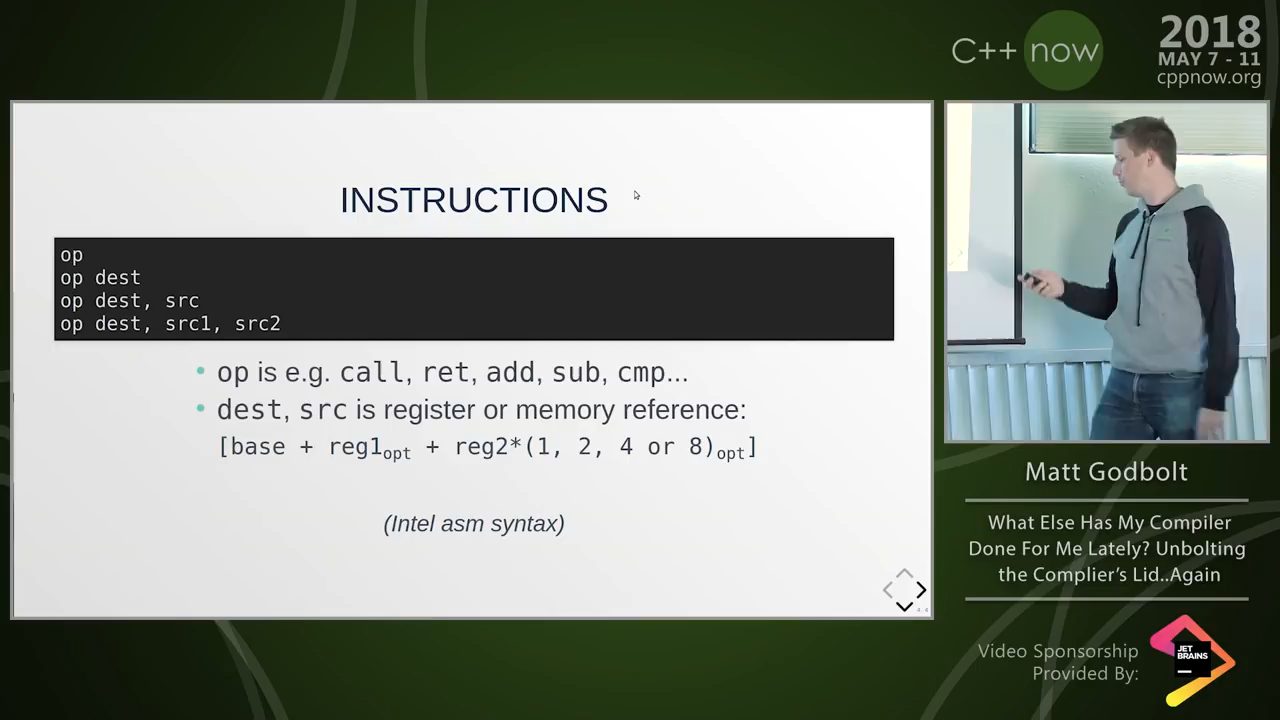 C++ now
2018
MAY 7 - 11
cppnow.org
INSTRUCTIONS
op
op dest
op dest, src
op dest, src1, src2
• op is e.g. call, ret, add, sub, cmp...
• dest, src is register or memory reference:
[base + reg1opt + reg2*(1, 2, 4 or 8)opt]
(Intel asm syntax)
Matt Godbolt
What Else Has My Compiler
Done For Me Lately? Unbolting
the Complier's Lid..Again
Video Sponsorship
Provided By:
JET
BRAINS